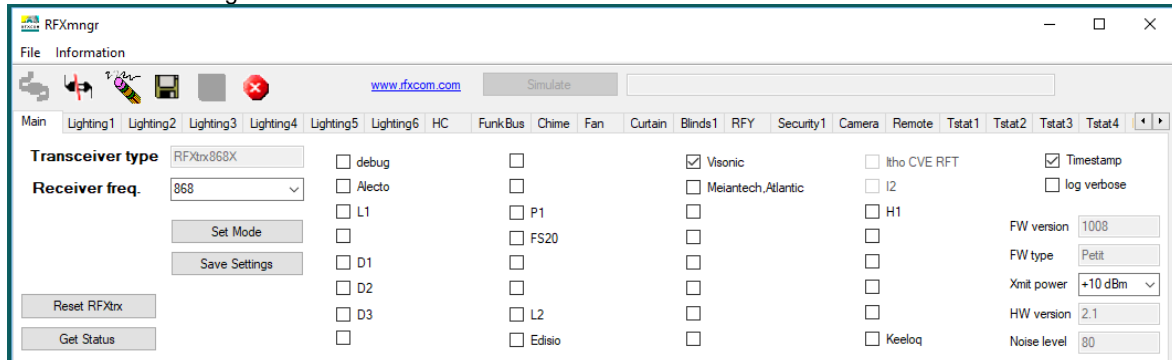 g
RFXmngr
File Information
www.rfxcom.com Simulate
Main Lighting1 Lighting2 Lighting3 Lighting4 Lighting5 Lighting6 HC FunkBus Chime Fan Curtain Blinds1 RFY Security1 Camera Remote Tstat1 Tstat2 Tstat3 Tstat4
Transceiver type RFXtrx868X debug Visonic Itho CVE RFT Timestamp
Receiver freq. 868 Alecto Meiantech,Atlantic I2 log verbose
L1 P1 H1
Set Mode FS20 FW version 1008
Save Settings D1 FW type Petit
D2 Xmit power +10 dBm
Reset RFXtrx D3 L2 HW version 2.1
Get Status Edisio Keeloq Noise level 80